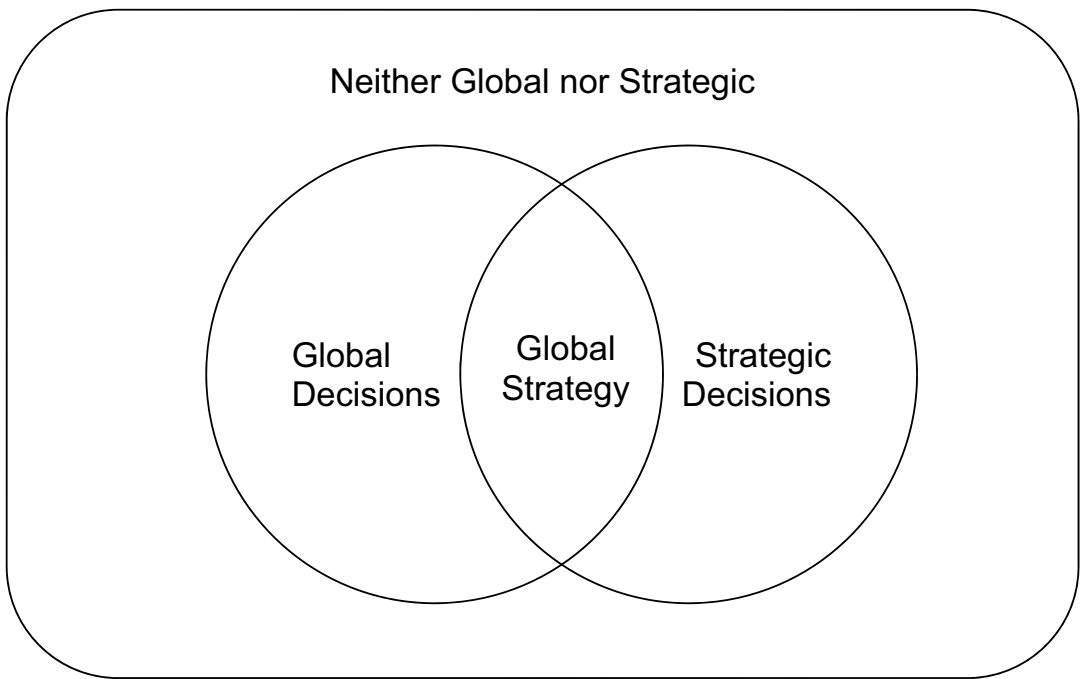 Neither Global nor Strategic
Global
Decisions
Global
Strategy
Strategic
Decisions